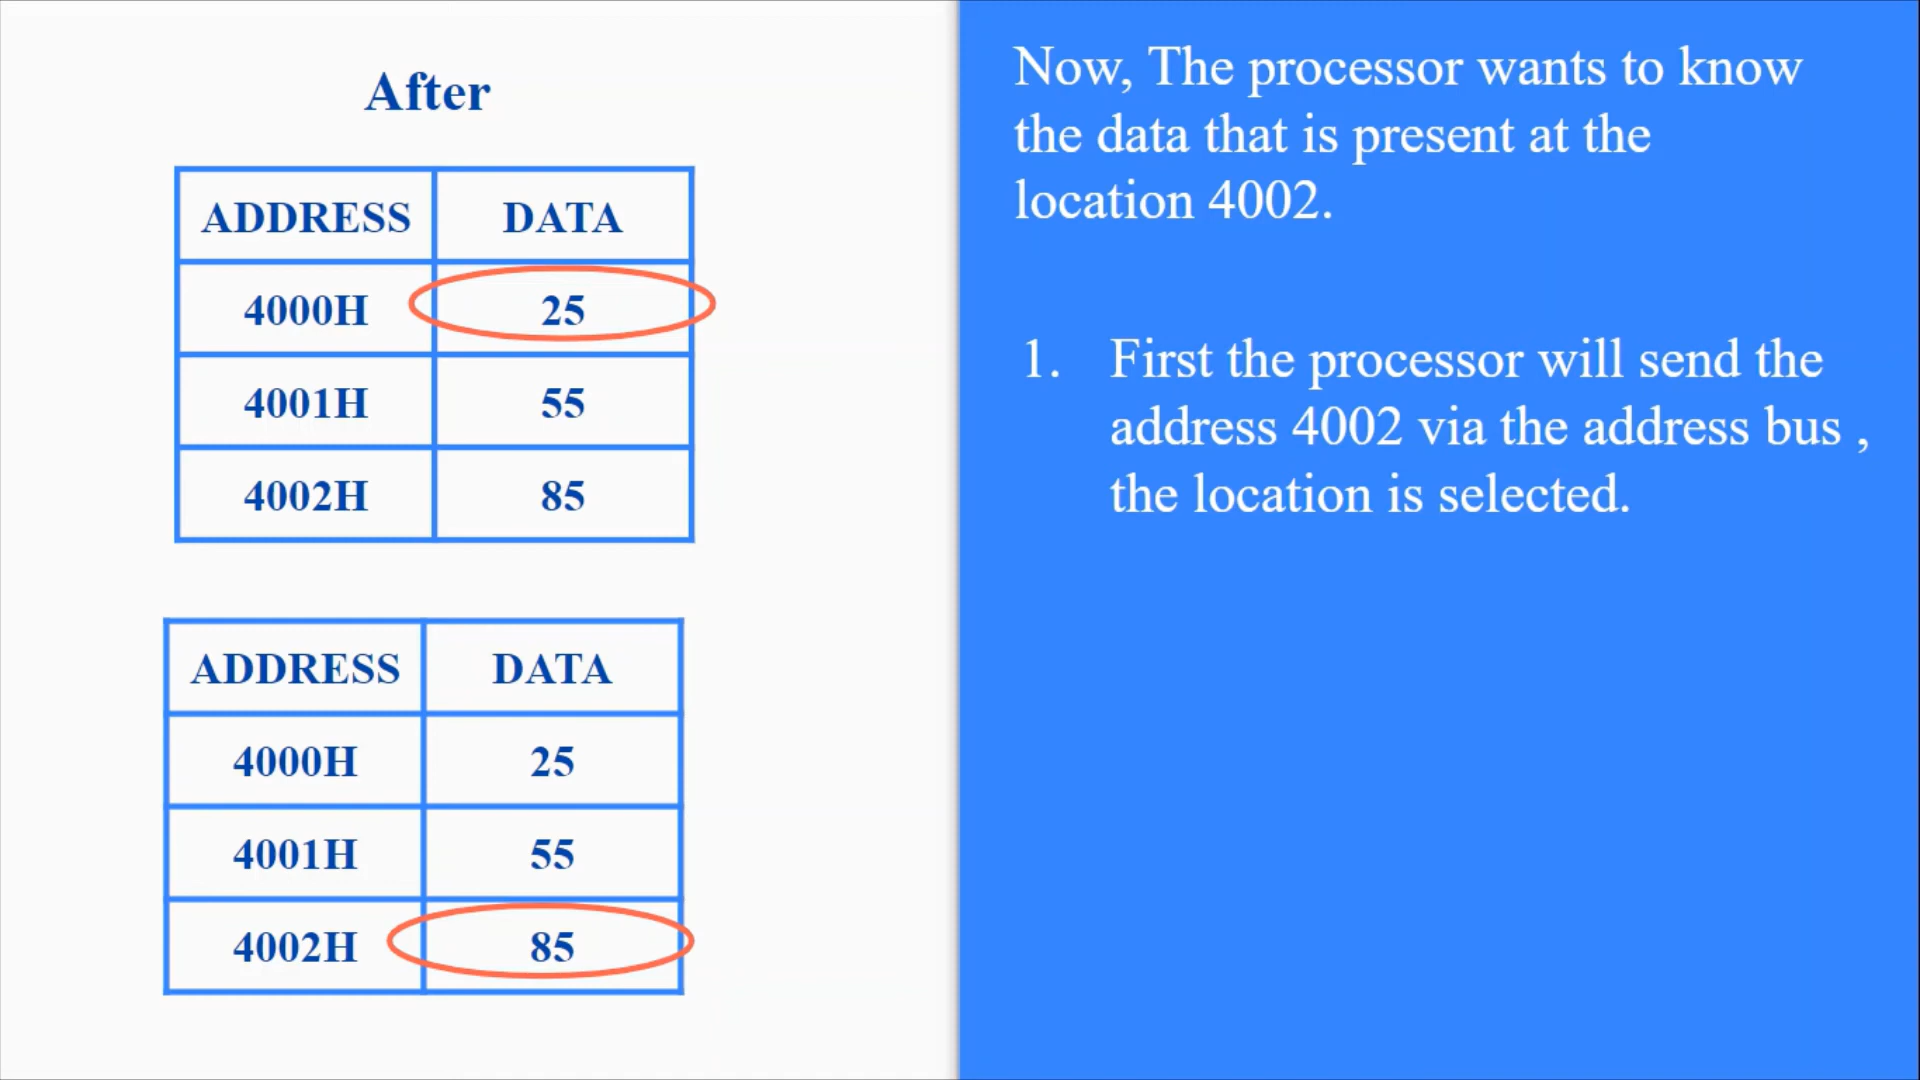 After
ADDRESS DATA
4000H 25
4001H 55
4002H 85
ADDRESS DATA
4000H 25
4001H 55
4002H 85
Now, The processor wants to know
the data that is present at the
location 4002.
1. First the processor will send the
address 4002 via the address bus ,
the location is selected.